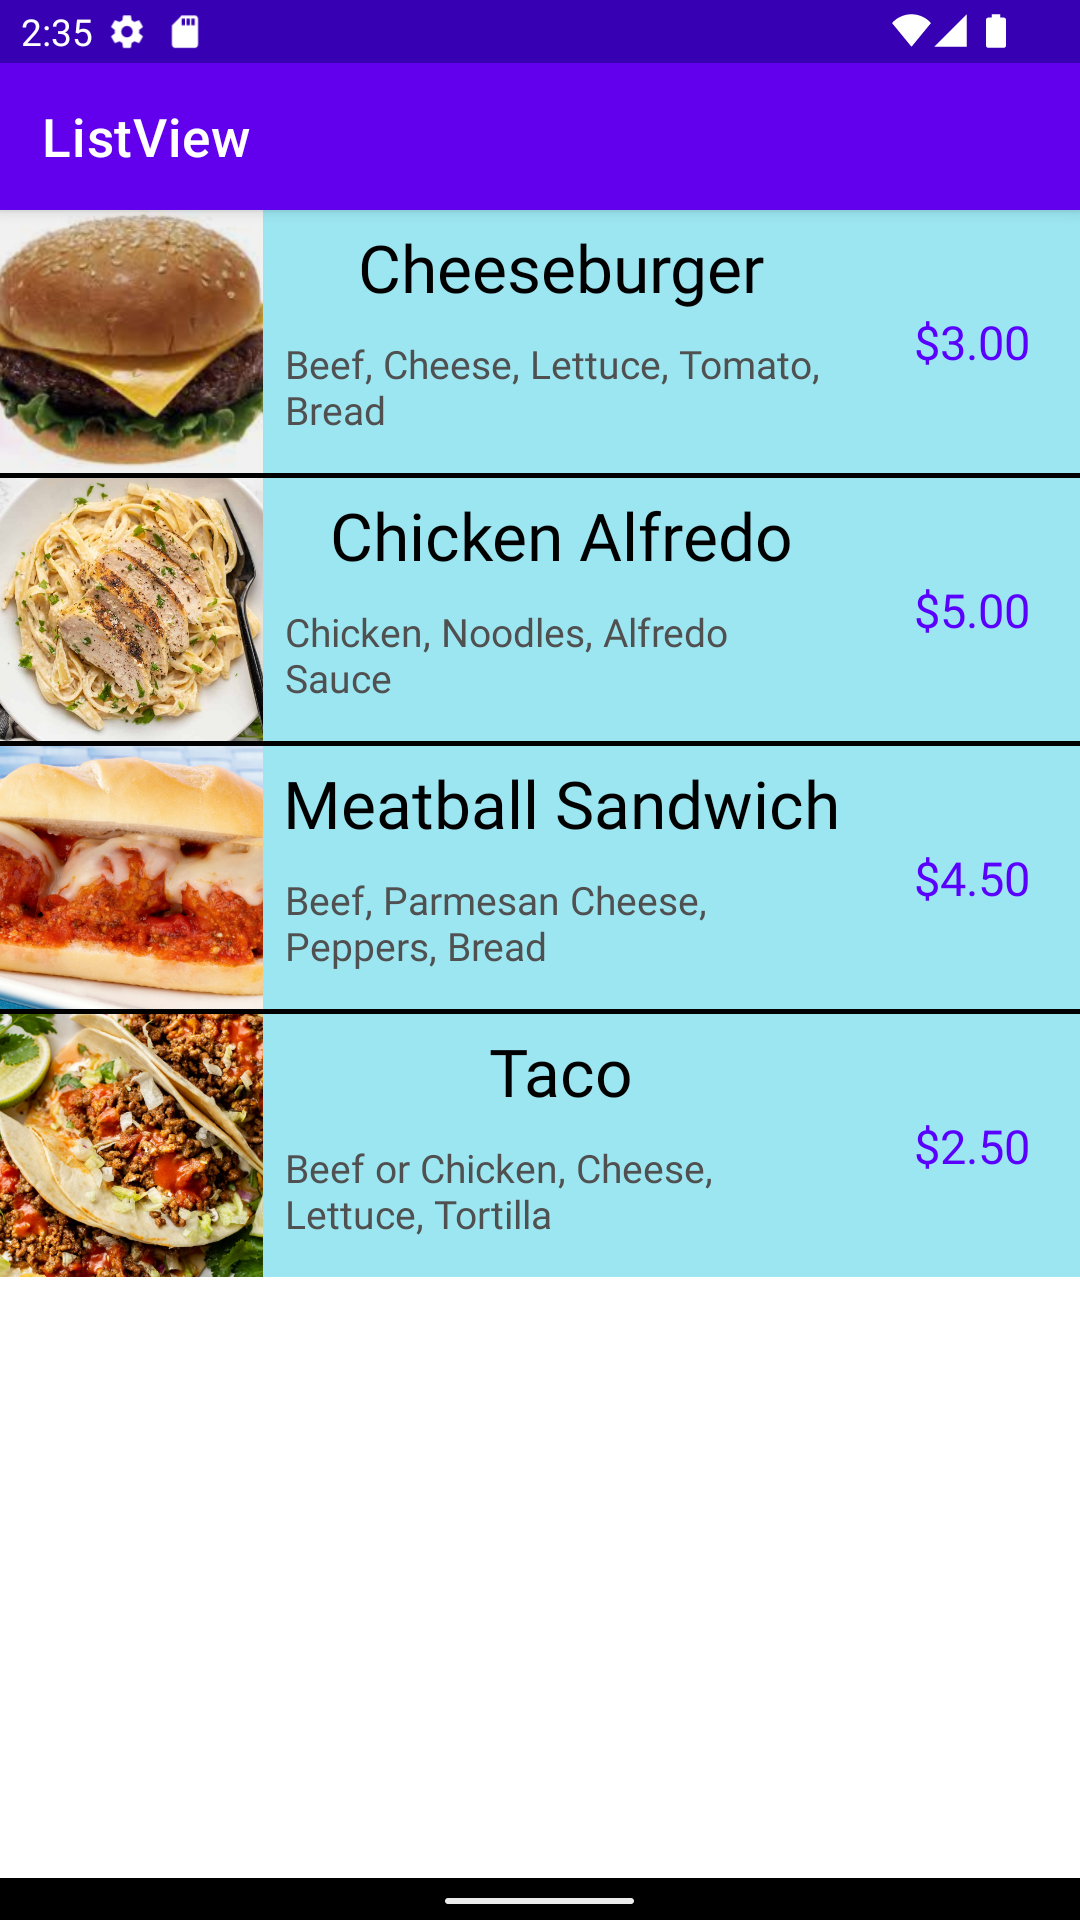 2:35
ListView
Cheeseburger
Beef, Cheese, Lettuce, Tomato,
Bread
$3.00
Chicken Alfredo
Chicken, Noodles, Alfredo
Sauce
$5.00
Meatball Sandwich
Beef, Parmesan Cheese,
Peppers, Bread
$4.50
Taco
Beef or Chicken, Cheese,
Lettuce, Tortilla
$2.50